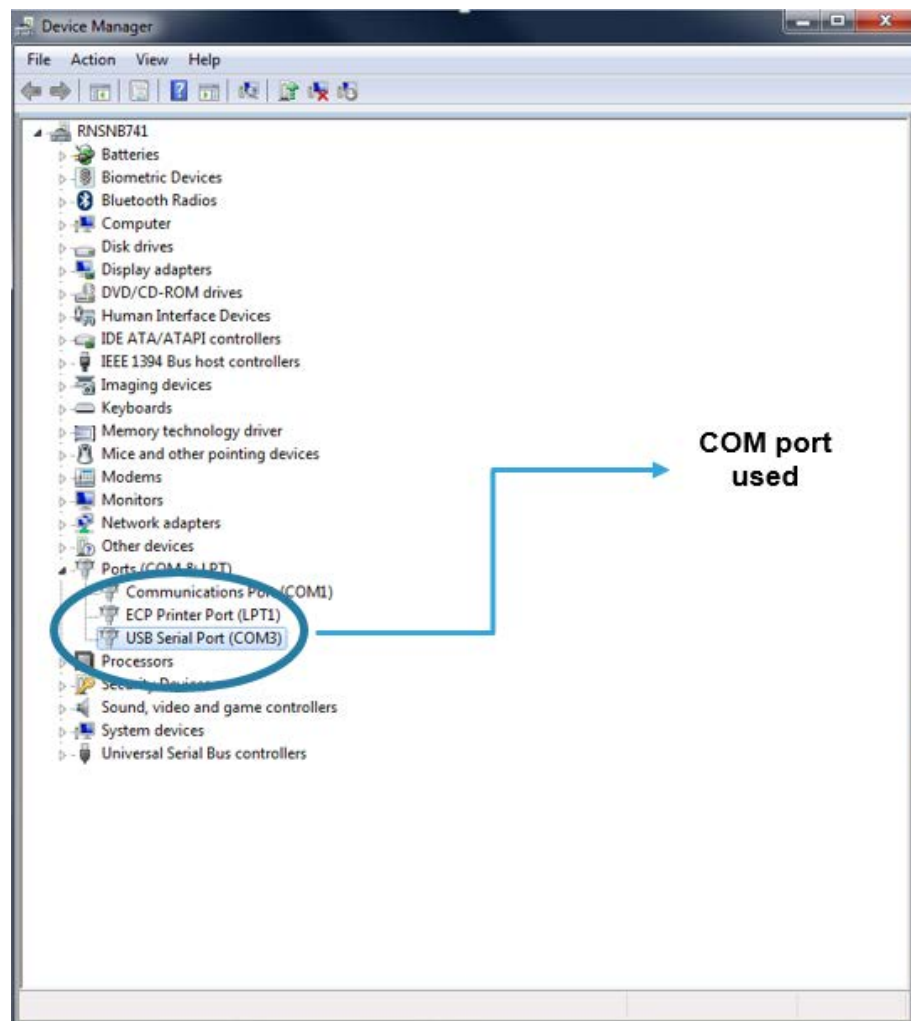 Device Manager
File Action View Help
RNSNB741
Batteries
Biometric Devices
Bluetooth Radios
Computer
Disk drives
Display adapters
DVD/CD-ROM drives
Human Interface Devices
IDE ATA/ATAPI controllers
IEEE 1394 Bus host controllers
Imaging devices
Keyboards
Memory technology driver
Mice and other pointing devices
Modems
Monitors
Network adapters
Other devices
Ports (COM & LPT)
Communications Port (COM1)
ECP Printer Port (LPT1)
USB Serial Port (COM3)
Processors
Security Devices
Sound, video and game controllers
System devices
Universal Serial Bus controllers
COM port
used